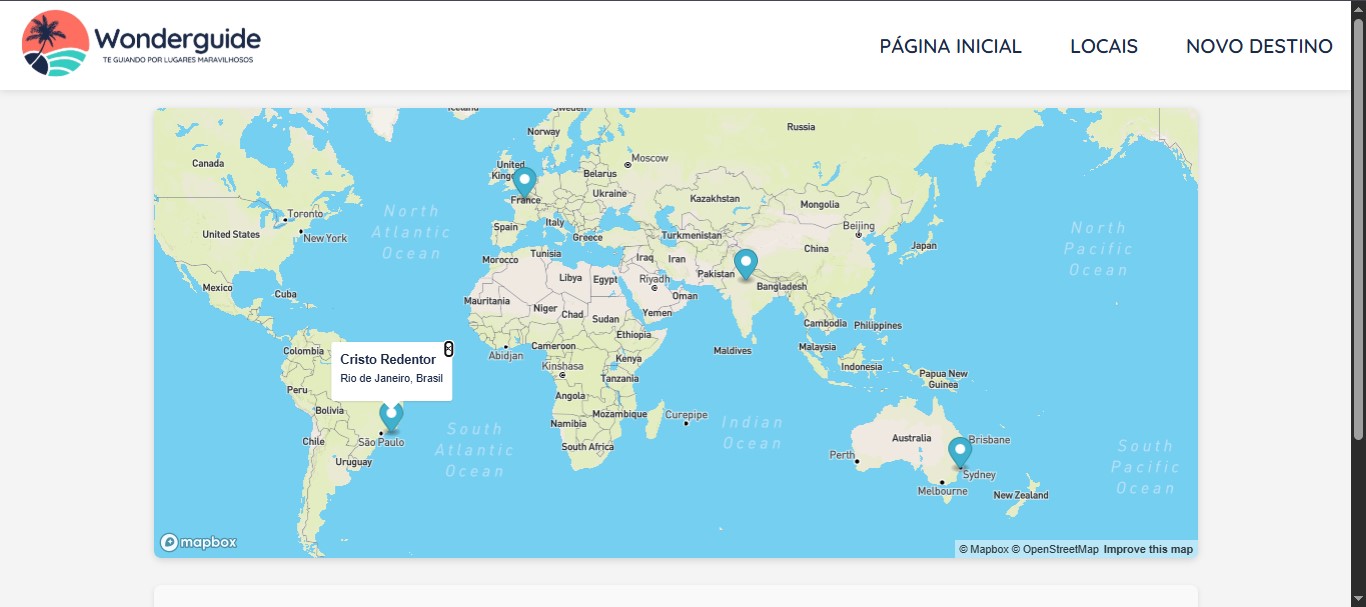 Wonderguide
TE GUIANDO POR LUGARES MARAVILHOSOS
PÁGINA INICIAL
LOCAIS
NOVO DESTINO
Sweden
Norway
Russia
Canada
United
Moscow
Belarus
Ukraine
France
Kazakhstan
Mongolia
Toronto
New York
United States
North
Atlantic
Ocean
Spain
Italy
Greece
Turkmenistan
Beijing
China
Japan
North
Pacific
Ocean
Morocco
Tunisia
Iraq
Iran
Pakistan
Libya
Egypt
Riyadh
Bangladesh
Mexico
Cuba
Mauritania
Niger
Chad
Sudan
Oman
Yemen
Ethiopia
Cambodia
Philippines
Abidjan
Cameroon
Kinshasa
Kenya
Tanzania
Maldives
Malaysia
Indonesia
Papua New
Guinea
Colombia
Cristo Redentor
Rio de Janeiro, Brasil
Peru
Bolivia
Angola
Namibia
Mozambique
Curepipe
South Africa
Indian
Ocean
Chile
São Paulo
Uruguay
South
Atlantic
Ocean
Australia
Brisbane
Perth
Sydney
Melbourne
New Zealand
South
Pacific
Ocean
mapbox
© Mapbox © OpenStreetMap Improve this map